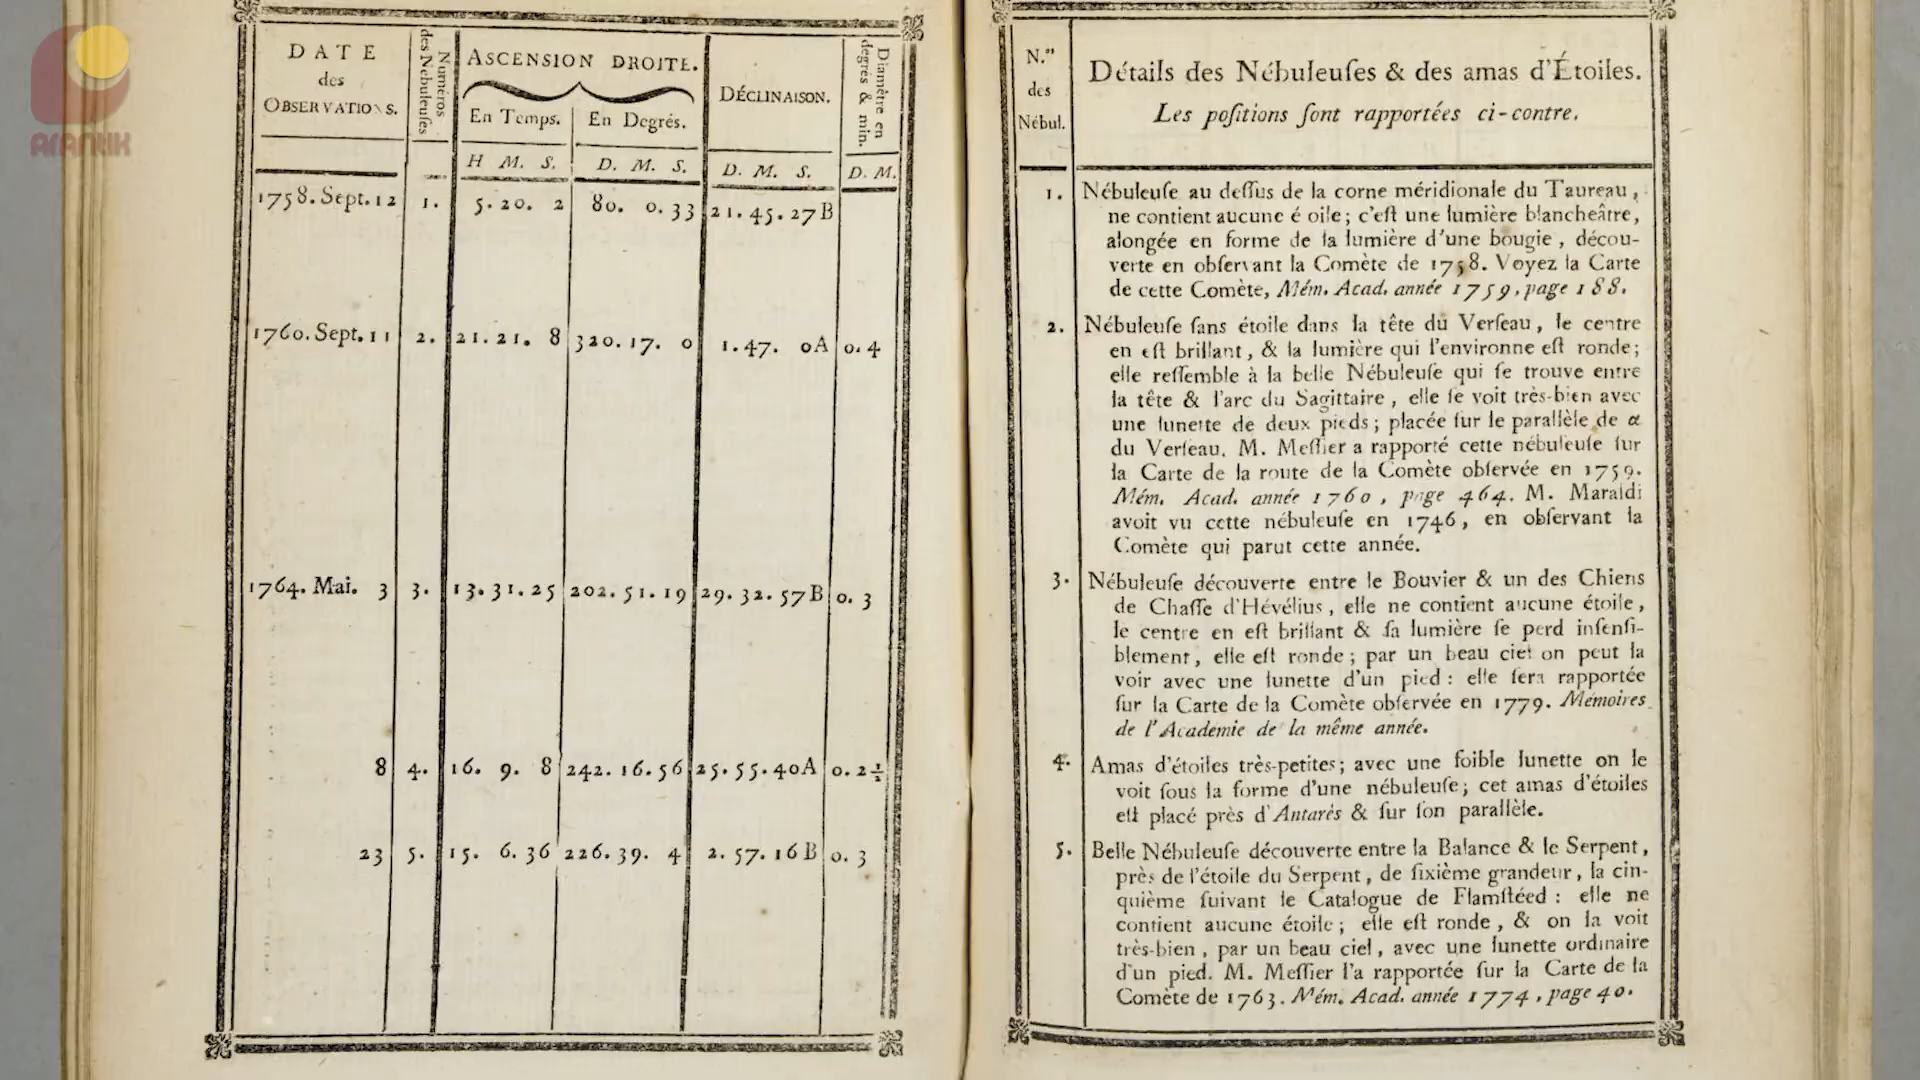 ARANIK
DATE
des
OBSERVATIONS.
Numéros
des Nébuleuſes
ASCENSION DROITE.
En Temps.
En Degrés.
H M. S.
D. M. S.
DÉCLINAISON.
D. M. S.
Diamètre en
degrés & min.
D. M.
1758. Sept. 12 1. 5. 20. 2 80. 0. 33 21. 45. 27 B
1760. Sept. 11 2. 21. 21. 8 320. 17. 0 1. 47. 0 A 0. 4
1764. Mai. 3 3. 13. 31. 25 202. 51. 19 29. 32. 57 B 0. 3
8 4. 16. 9. 8 242. 16. 56 25. 55. 40 A 0. 2½
23 5. 15. 6. 36 226. 39. 4 2. 57. 16 B 0. 3
N.os
des
Nébul.
Détails des Nébuleuſes & des amas d'Étoiles.
Les poſitions ſont rapportées ci-contre.
1. Nébuleuſe au deſſus de la corne méridionale du Taureau,
ne contient aucune é oile; c'eſt une lumière blancheâtre,
alongée en forme de la lumière d'une bougie, décou-
verte en obſervant la Comète de 1758. Voyez la Carte
de cette Comète, Mém. Acad. année 1759, page 188.
2. Nébuleuſe ſans étoile dans la tête du Verſeau, le centre
en eſt brillant, & la lumière qui l'environne eſt ronde;
elle reſſemble à la belle Nébuleuſe qui ſe trouve entre
la tête & l'arc du Sagittaire, elle ſe voit très-bien avec
une lunette de deux pieds; placée ſur le parallèle de α
du Verſeau. M. Meſſier a rapporté cette nébuleuſe ſur
la Carte de la route de la Comète obſervée en 1759.
Mém. Acad. année 1760, page 464. M. Maraldi
avoit vu cette nébuleuſe en 1746, en obſervant la
Comète qui parut cette année.
3. Nébuleuſe découverte entre le Bouvier & un des Chiens
de Chaſſe d'Hévélius, elle ne contient aucune étoile,
le centre en eſt brillant & ſa lumière ſe perd inſenſi-
blement, elle eſt ronde; par un beau ciel on peut la
voir avec une lunette d'un pied: elle ſera rapportée
ſur la Carte de la Comète obſervée en 1779. Mémoires
de l'Académie de la même année.
4. Amas d'étoiles très-petites; avec une foible lunette on le
voit ſous la forme d'une nébuleuſe; cet amas d'étoiles
eſt placé près d'Antarès & ſur ſon parallèle.
5. Belle Nébuleuſe découverte entre la Balance & le Serpent,
près de l'étoile du Serpent, de ſixième grandeur, la cin-
quième ſuivant le Catalogue de Flamſtéed: elle ne
contient aucune étoile; elle eſt ronde, & on la voit
très-bien, par un beau ciel, avec une lunette ordinaire
d'un pied. M. Meſſier l'a rapportée ſur la Carte de la
Comète de 1763. Mém. Acad. année 1774, page 40.